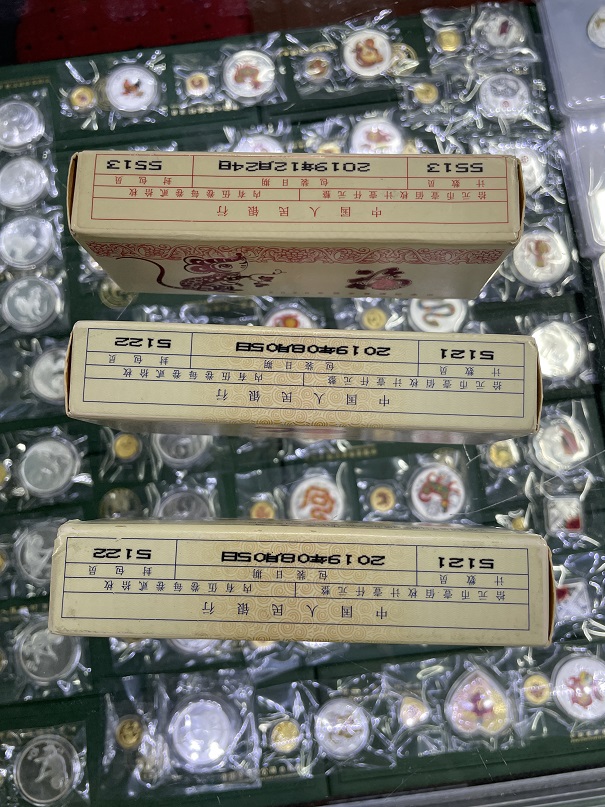 中国人民银行
拾元币壹佰枚计壹仟元整 内有伍卷每卷贰拾枚
计数员 包装日期 封包员
5121 2019年08月05日 5122
中国人民银行
拾元币壹佰枚计壹仟元整 内有伍卷每卷贰拾枚
计数员 包装日期 封包员
5121 2019年08月05日 5122
中国人民银行
拾元币壹佰枚计壹仟元整 内有伍卷每卷贰拾枚
计数员 包装日期 封包员
5513 2019年12月24日 5513